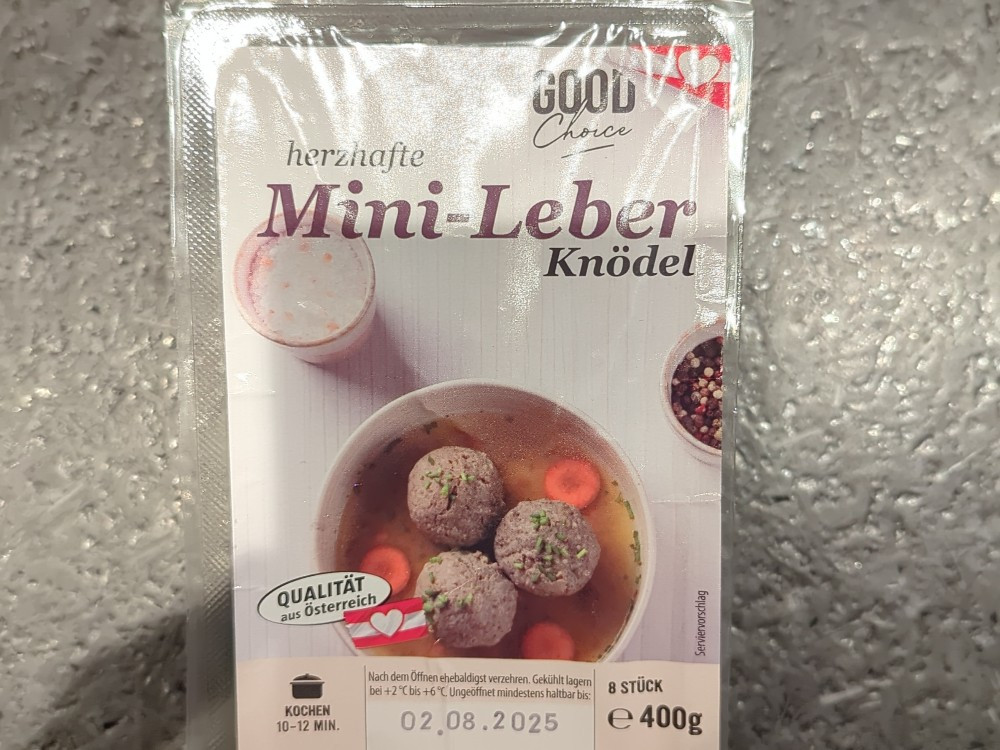 GOOD
Choice
herzhafte
Mini-Leber
Knödel
QUALITÄT
aus Österreich
Serviervorschlag
KOCHEN
10-12 MIN.
Nach dem Öffnen ehebaldigst verzehren. Gekühlt lagern
bei +2 °C bis +6 °C. Ungeöffnet mindestens haltbar bis:
02.08.2025
8 STÜCK
℮ 400g